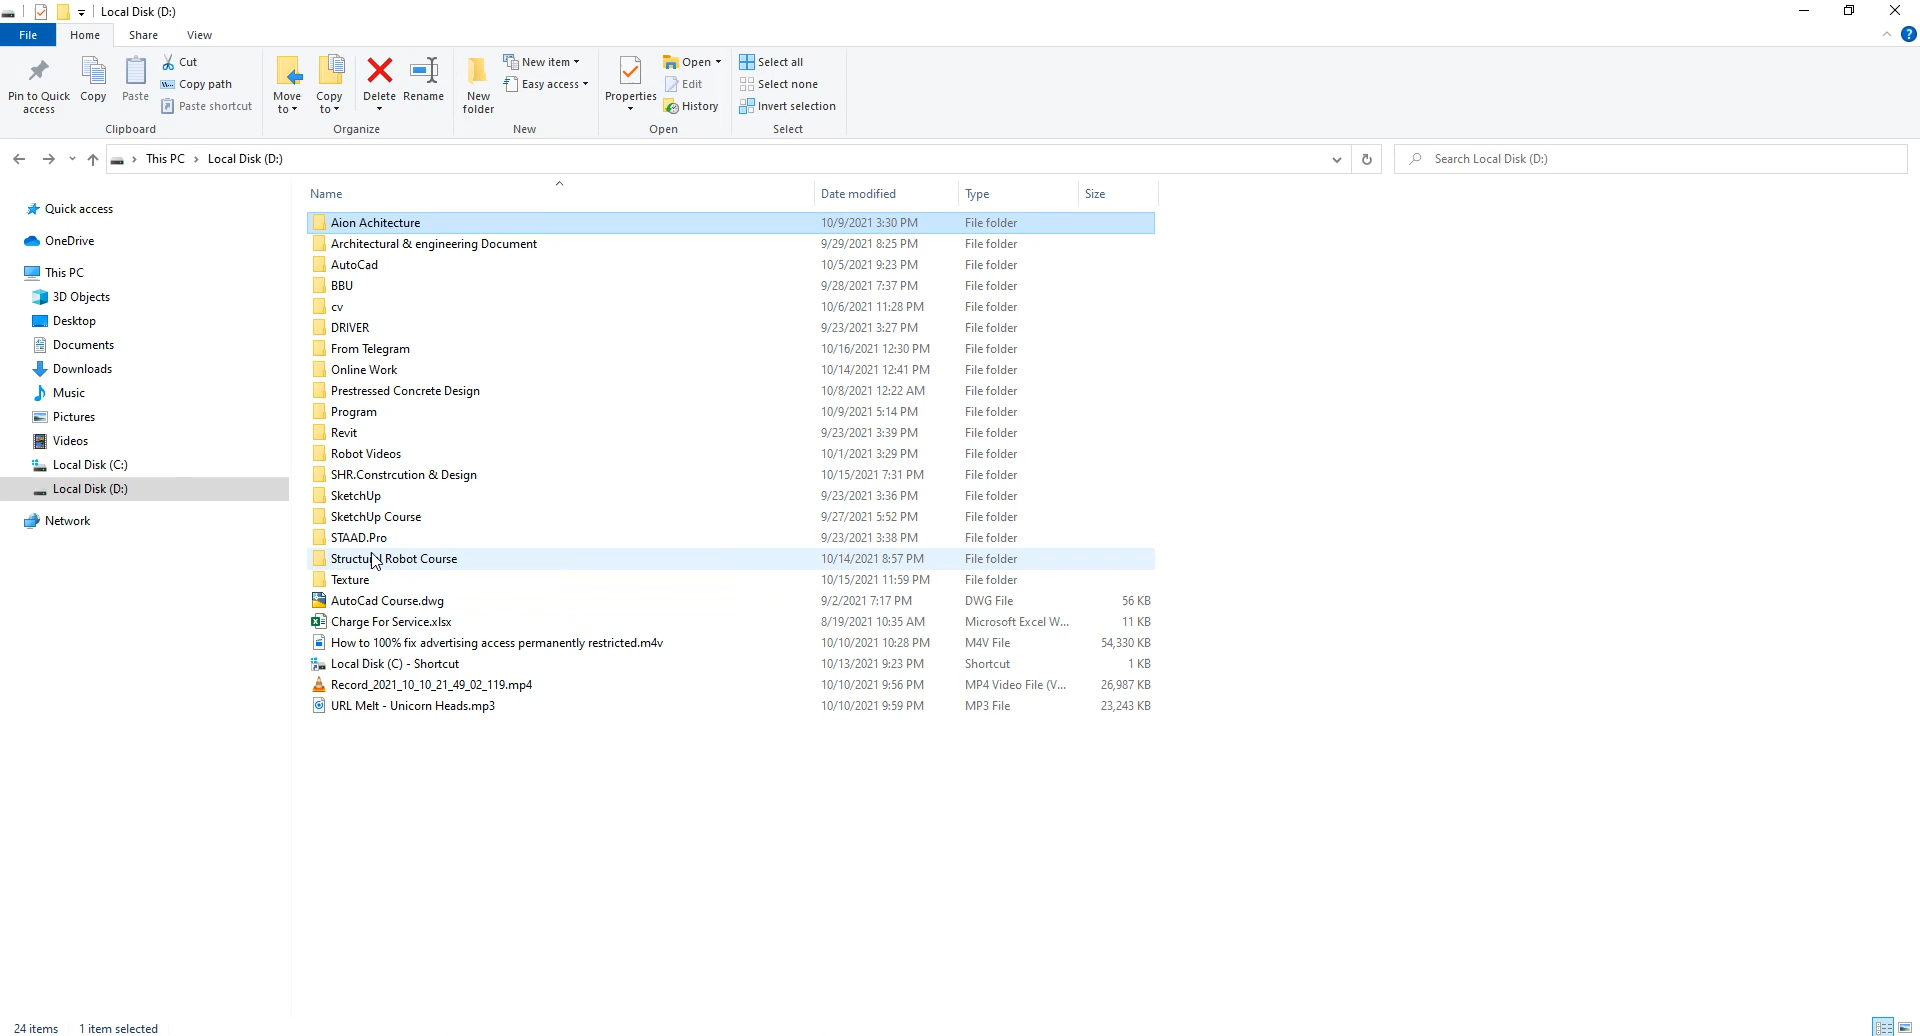 Local Disk (D:)
File Home Share View
Pin to Quick access Copy Paste Cut Copy path Paste shortcut Move to Copy to Delete Rename New folder New item Easy access Properties Open Edit History Select all Select none Invert selection
Clipboard Organize New Open Select
This PC Local Disk (D:) Search Local Disk (D:)
Quick access
OneDrive
This PC
3D Objects
Desktop
Documents
Downloads
Music
Pictures
Videos
Local Disk (C:)
Local Disk (D:)
Network
Name Date modified Type Size
Aion Achitecture 10/9/2021 3:30 PM File folder
Architectural & engineering Document 9/29/2021 8:25 PM File folder
AutoCad 10/5/2021 9:23 PM File folder
BBU 9/28/2021 7:37 PM File folder
cv 10/6/2021 11:28 PM File folder
DRIVER 9/23/2021 3:27 PM File folder
From Telegram 10/16/2021 12:30 PM File folder
Online Work 10/14/2021 12:41 PM File folder
Prestressed Concrete Design 10/8/2021 12:22 AM File folder
Program 10/9/2021 5:14 PM File folder
Revit 9/23/2021 3:39 PM File folder
Robot Videos 10/1/2021 3:29 PM File folder
SHR.Constrcution & Design 10/15/2021 7:31 PM File folder
SketchUp 9/23/2021 3:36 PM File folder
SketchUp Course 9/27/2021 5:52 PM File folder
STAAD.Pro 9/23/2021 3:38 PM File folder
Structural Robot Course 10/14/2021 8:57 PM File folder
Texture 10/15/2021 11:59 PM File folder
AutoCad Course.dwg 9/2/2021 7:17 PM DWG File 56 KB
Charge For Service.xlsx 8/19/2021 10:35 AM Microsoft Excel W... 11 KB
How to 100% fix advertising access permanently restricted.m4v 10/10/2021 10:28 PM M4V File 54,330 KB
Local Disk (C) - Shortcut 10/13/2021 9:23 PM Shortcut 1 KB
Record_2021_10_10_21_49_02_119.mp4 10/10/2021 9:56 PM MP4 Video File (V... 26,987 KB
URL Melt - Unicorn Heads.mp3 10/10/2021 9:59 PM MP3 File 23,243 KB
24 items 1 item selected